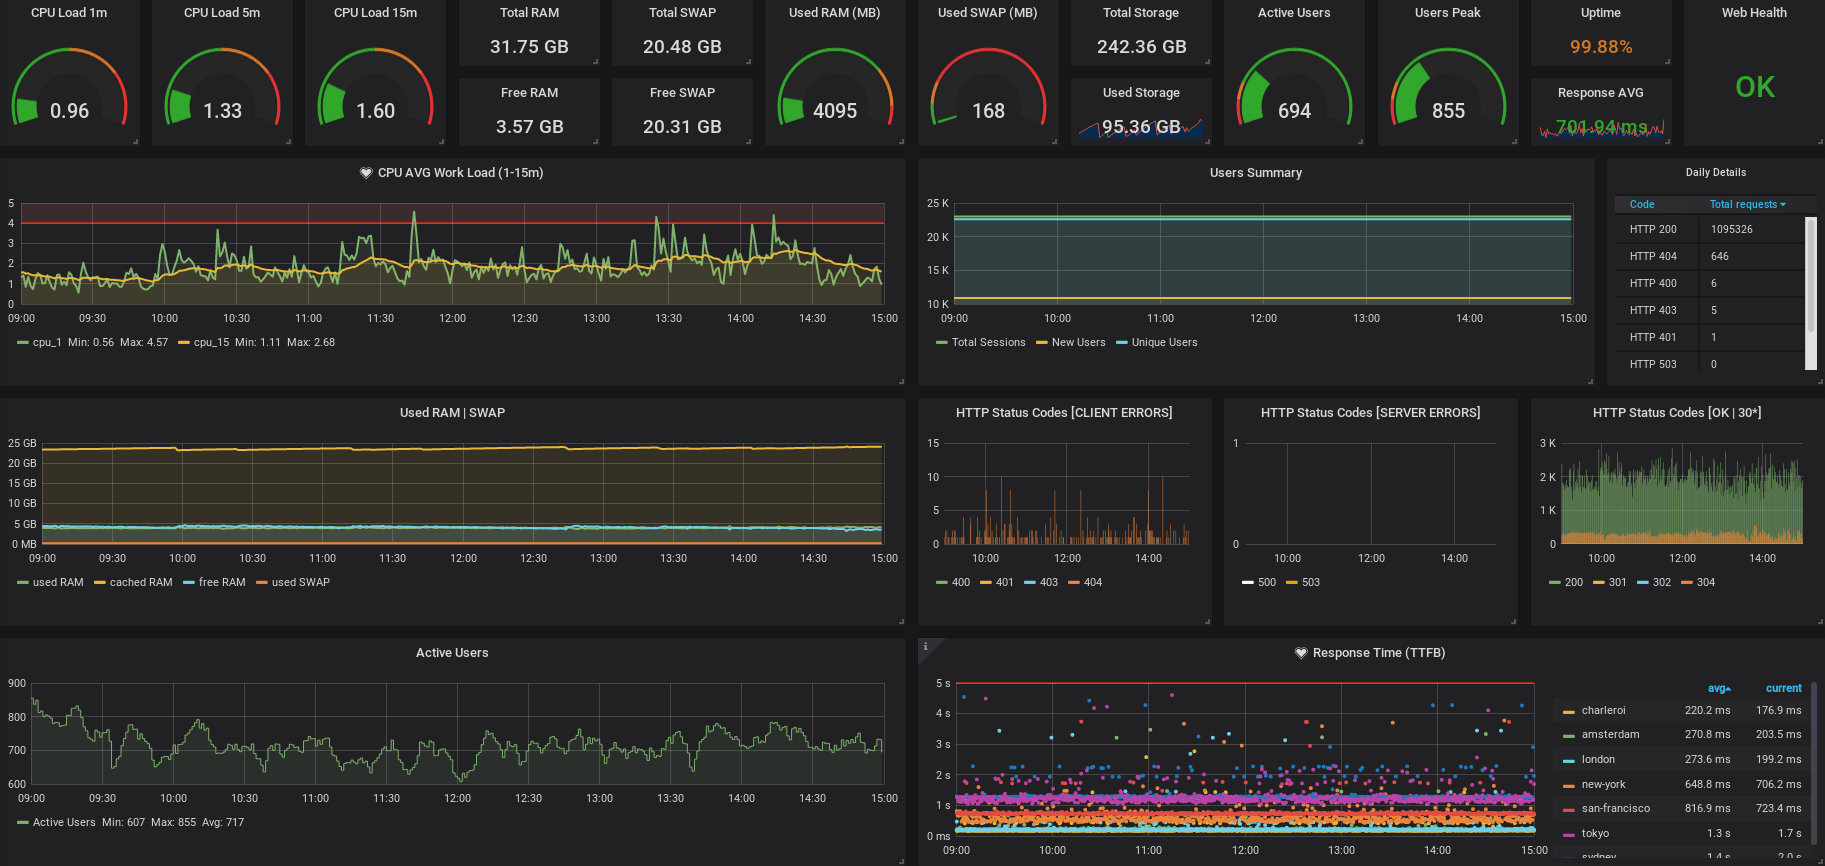 CPU Load 1m
0.96
CPU Load 5m
1.33
CPU Load 15m
1.60
Total RAM
31.75 GB
Free RAM
3.57 GB
Total SWAP
20.48 GB
Free SWAP
20.31 GB
Used RAM (MB)
4095
Used SWAP (MB)
168
Total Storage
242.36 GB
Used Storage
95.36 GB
Active Users
694
Users Peak
855
Uptime
99.88%
Response AVG
701.94 ms
Web Health
OK
CPU AVG Work Load (1-15m)
5
4
3
2
1
0
09:00 09:30 10:00 10:30 11:00 11:30 12:00 12:30 13:00 13:30 14:00 14:30 15:00
cpu_1 Min: 0.56 Max: 4.57 cpu_15 Min: 1.11 Max: 2.68
Users Summary
25 K
20 K
15 K
10 K
09:00 10:00 11:00 12:00 13:00 14:00 15:00
Total Sessions New Users Unique Users
Daily Details
Code Total requests
HTTP 200 1095326
HTTP 404 646
HTTP 400 6
HTTP 403 5
HTTP 401 1
HTTP 503 0
Used RAM | SWAP
25 GB
20 GB
15 GB
10 GB
5 GB
0 MB
09:00 09:30 10:00 10:30 11:00 11:30 12:00 12:30 13:00 13:30 14:00 14:30 15:00
used RAM cached RAM free RAM used SWAP
HTTP Status Codes [CLIENT ERRORS]
15
10
5
0
10:00 12:00 14:00
400 401 403 404
HTTP Status Codes [SERVER ERRORS]
1
0
10:00 12:00 14:00
500 503
HTTP Status Codes [OK | 30*]
3 K
2 K
1 K
0
10:00 12:00 14:00
200 301 302 304
Active Users
900
800
700
600
09:00 09:30 10:00 10:30 11:00 11:30 12:00 12:30 13:00 13:30 14:00 14:30 15:00
Active Users Min: 607 Max: 855 Avg: 717
i
Response Time (TTFB)
5 s
4 s
3 s
2 s
1 s
0 ms
09:00 10:00 11:00 12:00 13:00 14:00 15:00
avg current
charleroi 220.2 ms 176.9 ms
amsterdam 270.8 ms 203.5 ms
london 273.6 ms 199.2 ms
new-york 648.8 ms 706.2 ms
san-francisco 816.9 ms 723.4 ms
tokyo 1.3 s 1.7 s
sydney 1.4 s 2.0 s